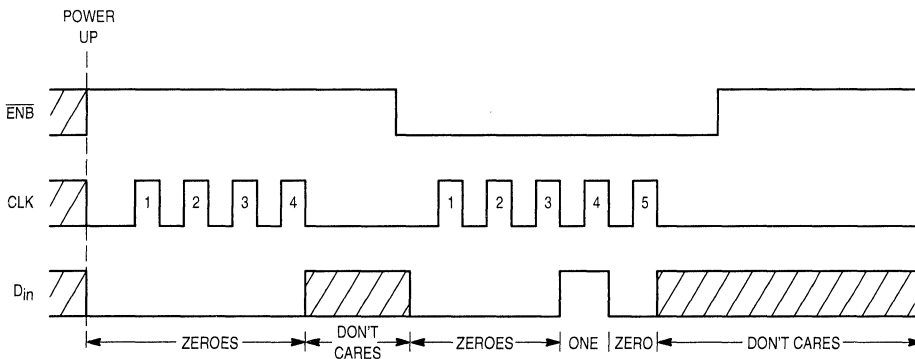 POWER
UP
ENB
CLK
1 2 3 4 1 2 3 4 5
Din
ZEROES DON'T CARES ZEROES ONE ZERO DON'T CARES